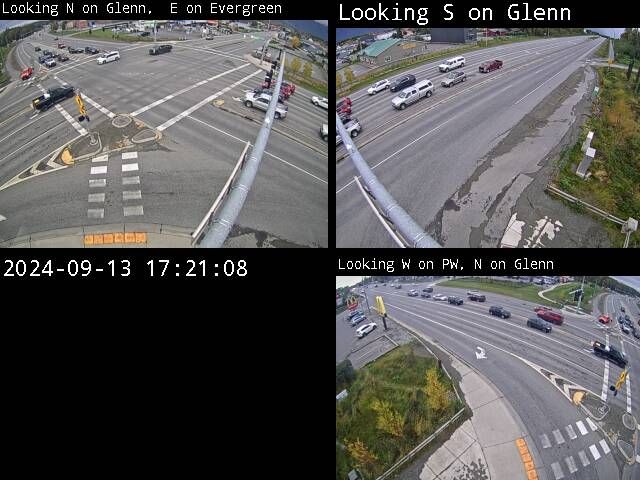 Looking N on Glenn,  E on Evergreen
Looking S on Glenn
2024-09-13 17:21:08
Looking W on PW, N on Glenn